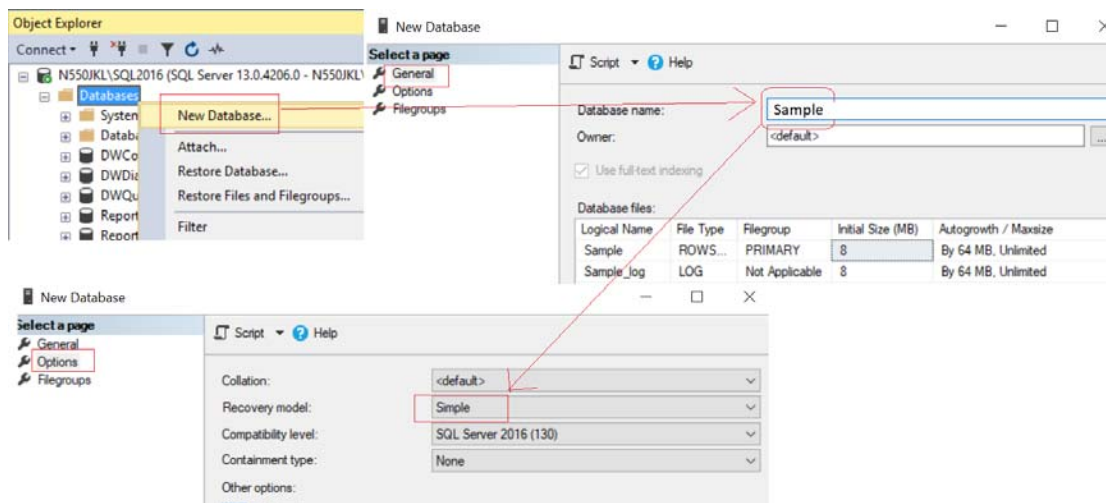 Object Explorer
Connect
N550JKL\SQL2016 (SQL Server 13.0.4206.0 - N550JKL\
Databases
System
Databa
DWCo
DWDia
DWQu
Report
Report
New Database...
Attach...
Restore Database...
Restore Files and Filegroups...
Filter
New Database
Select a page
General
Options
Filegroups
Script Help
Database name: Sample
Owner: <default> ...
Use full-text indexing
Database files:
Logical Name File Type Filegroup Initial Size (MB) Autogrowth / Maxsize
Sample ROWS... PRIMARY 8 By 64 MB, Unlimited
Sample_log LOG Not Applicable 8 By 64 MB, Unlimited
New Database
Select a page
General
Options
Filegroups
Script Help
Collation: <default>
Recovery model: Simple
Compatibility level: SQL Server 2016 (130)
Containment type: None
Other options: